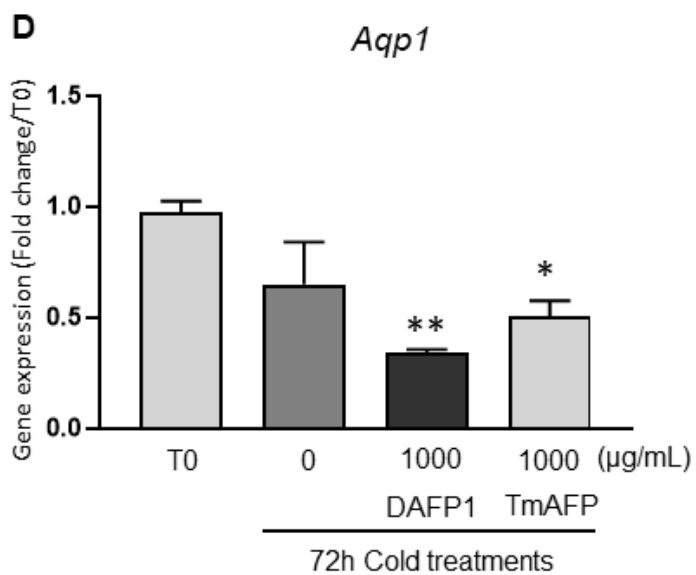 D
Aqp1
Gene expression (Fold change/T0)
1.5
1.0
0.5
0.0
**
*
T0 0 1000 1000 (µg/mL)
DAFP1 TmAFP
72h Cold treatments